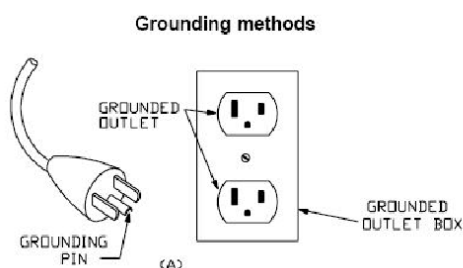 Grounding methods
GROUNDED
OUTLET
GROUNDED
OUTLET BOX
GROUNDING
PIN
(A)